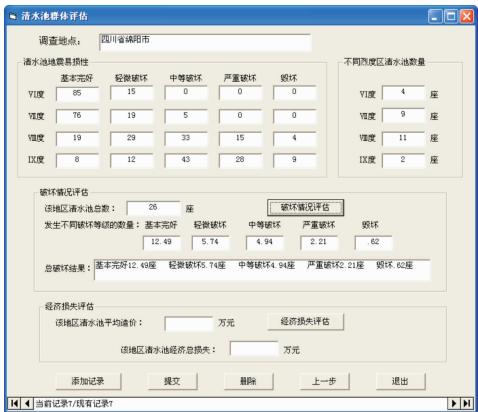 清水池群体评估
调查地点: 四川省绵阳市
清水池地震易损性 不同烈度区清水池数量
基本完好 轻微破坏 中等破坏 严重破坏 毁坏
VI度 85 15 0 0 0 VI度 4 座
VII度 76 19 5 0 0 VII度 9 座
VIII度 19 29 33 15 4 VIII度 11 座
IX度 8 12 43 28 9 IX度 2 座
破坏情况评估
该地区清水池总数: 26 座 破坏情况评估
发生不同破坏等级的数量: 基本完好 轻微破坏 中等破坏 严重破坏 毁坏
12.49 5.74 4.94 2.21 .62
总破坏结果: 基本完好12.49座 轻微破坏5.74座 中等破坏4.94座 严重破坏2.21座 毁坏.62座
经济损失评估
该地区清水池平均造价: 万元 经济损失评估
该地区清水池经济总损失: 万元
添加记录 提交 删除 上一步 退出
当前记录7/现有记录7